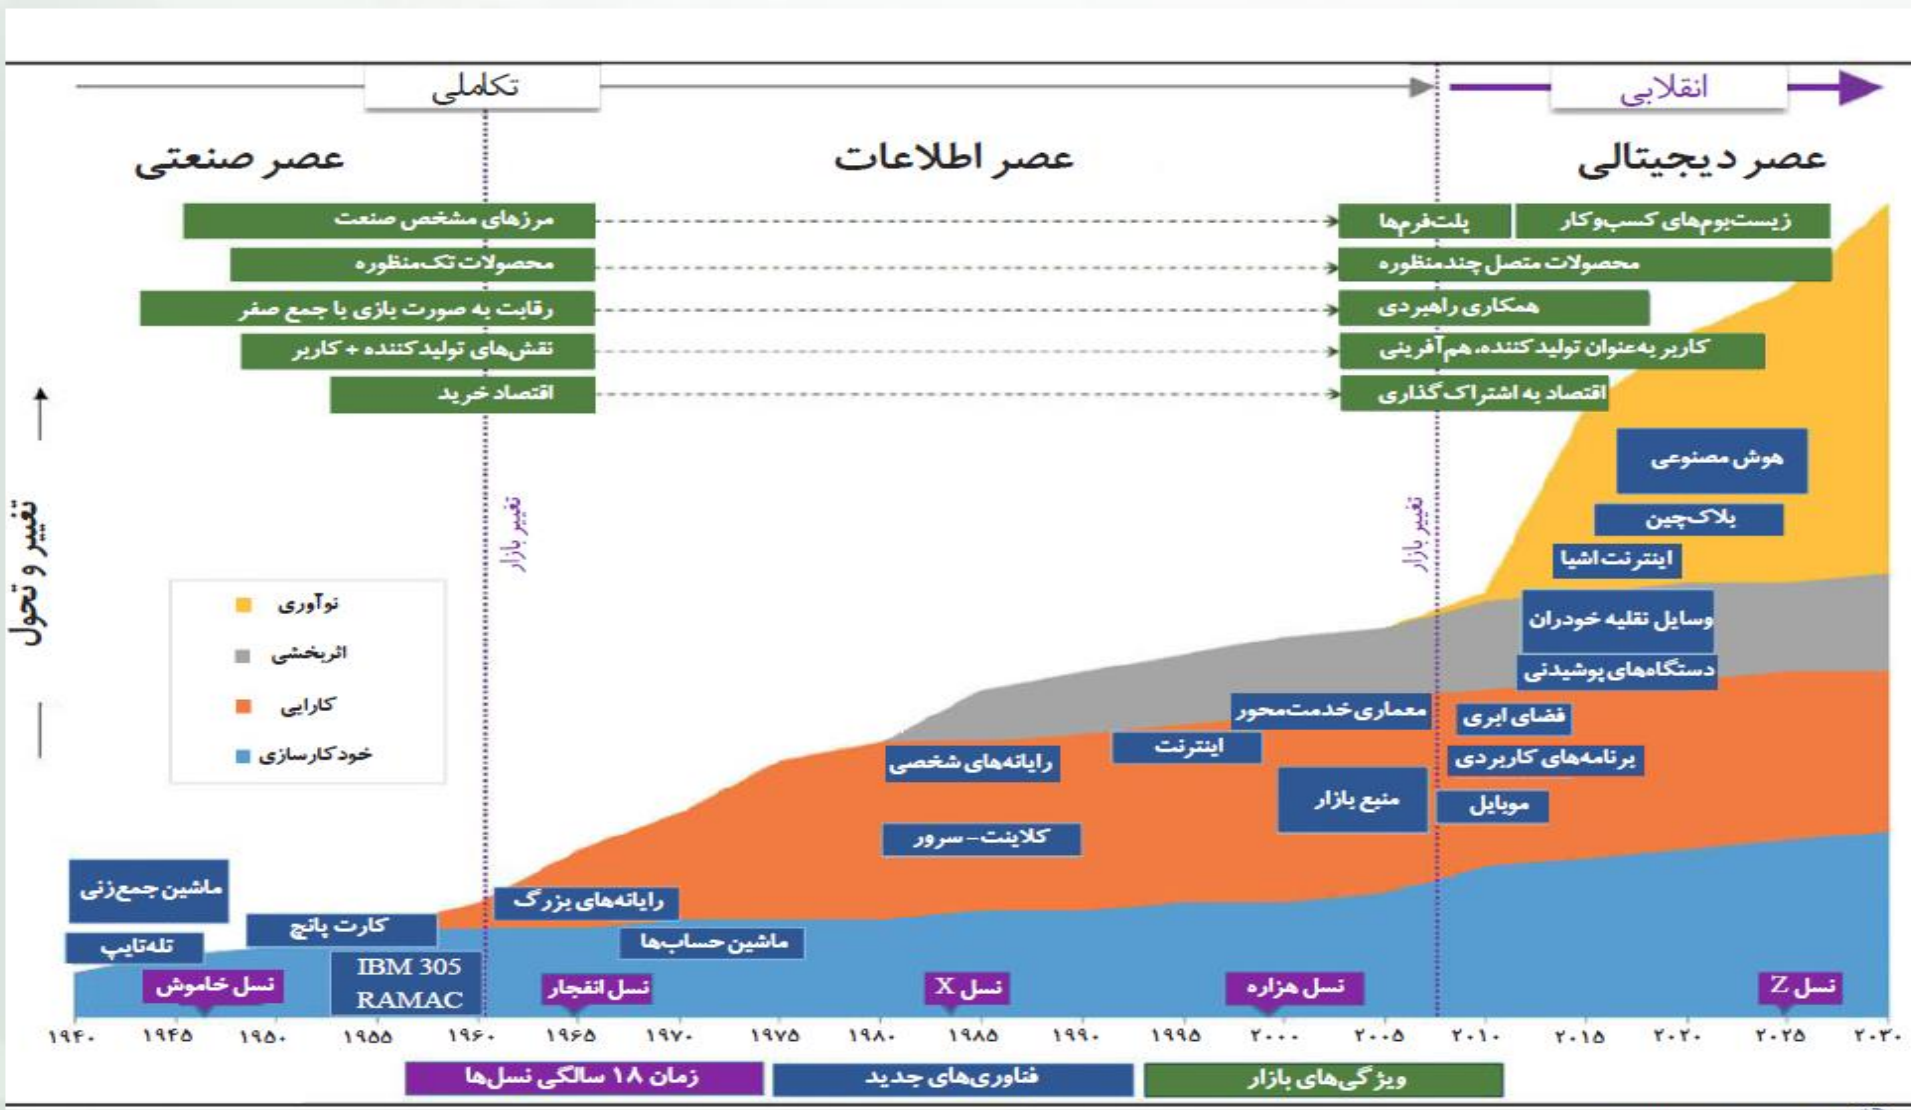 تکاملی
انقلابی
عصر صنعتی
عصر اطلاعات
عصر دیجیتالی
مرزهای مشخص صنعت
پلت‌فرم‌ها
زیست‌بوم‌های کسب‌وکار
محصولات تک‌منظوره
محصولات متصل چندمنظوره
رقابت به صورت بازی با جمع صفر
همکاری راهبردی
نقش‌های تولیدکننده + کاربر
کاربر به‌عنوان تولیدکننده، هم‌آفرینی
اقتصاد خرید
اقتصاد به اشتراک گذاری
تغییر و تحول
تغییر بازار
تغییر بازار
نوآوری
اثربخشی
کارایی
خودکارسازی
هوش مصنوعی
بلاک‌چین
اینترنت اشیا
وسایل نقلیه خودران
دستگاه‌های پوشیدنی
معماری خدمت‌محور
فضای ابری
اینترنت
برنامه‌های کاربردی
رایانه‌های شخصی
منبع بازار
موبایل
کلاینت – سرور
ماشین جمع‌زنی
رایانه‌های بزرگ
کارت پانچ
ماشین حساب‌ها
تله‌تایپ
IBM 305
RAMAC
نسل خاموش
نسل انفجار
نسل X
نسل هزاره
نسل Z
۱۹۴۰ ۱۹۴۵ ۱۹۵۰ ۱۹۵۵ ۱۹۶۰ ۱۹۶۵ ۱۹۷۰ ۱۹۷۵ ۱۹۸۰ ۱۹۸۵ ۱۹۹۰ ۱۹۹۵ ۲۰۰۰ ۲۰۰۵ ۲۰۱۰ ۲۰۱۵ ۲۰۲۰ ۲۰۲۵ ۲۰۳۰
زمان ۱۸ سالگی نسل‌ها
فناوری‌های جدید
ویژگی‌های بازار